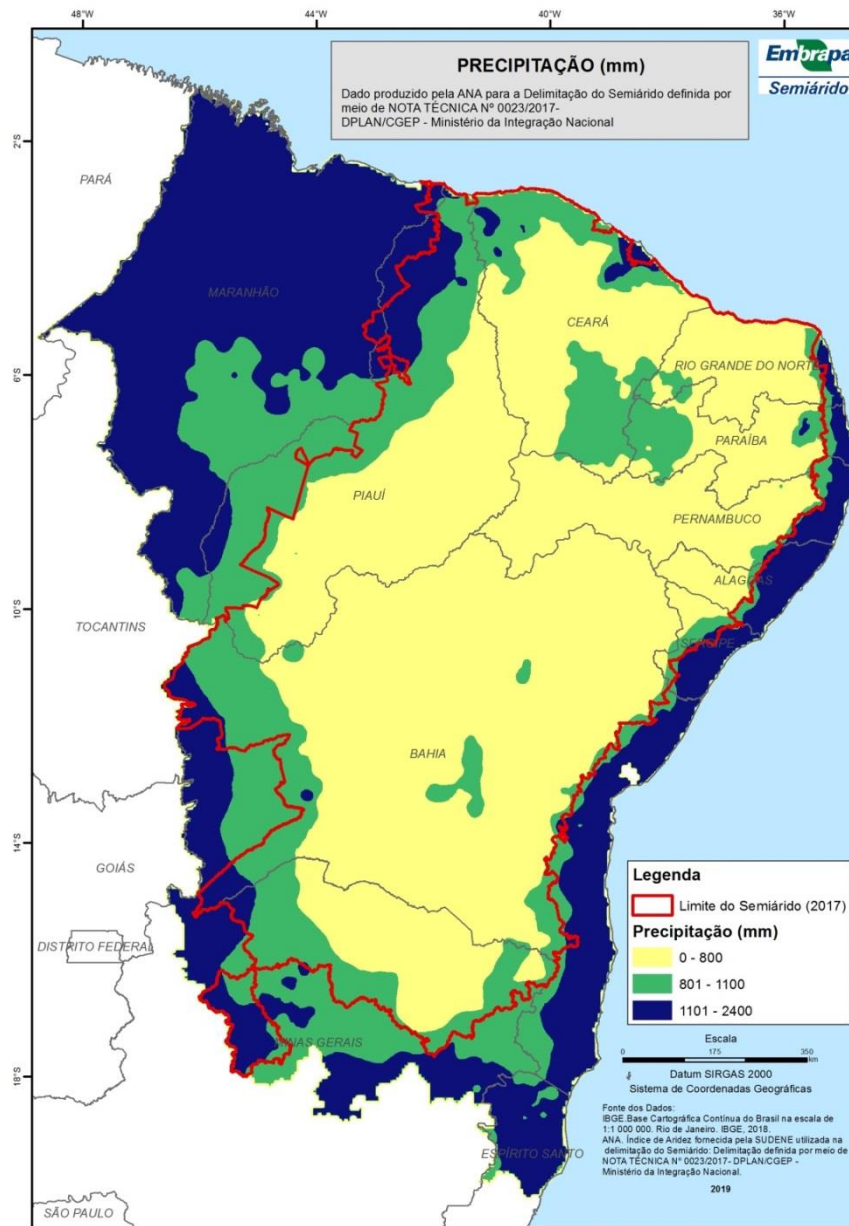 48°W 44°W 40°W 36°W
PRECIPITAÇÃO (mm)
Dado produzido pela ANA para a Delimitação do Semiárido definida por
meio de NOTA TÉCNICA Nº 0023/2017-
DPLAN/CGEP - Ministério da Integração Nacional
Embrapa
Semiárido
2°S
PARÁ
MARANHÃO
CEARÁ
6°S
RIO GRANDE DO NORTE
PARAÍBA
PIAUÍ
PERNAMBUCO
ALAGOAS
10°S
TOCANTINS
SERGIPE
BAHIA
14°S
GOIÁS
DISTRITO FEDERAL
MINAS GERAIS
18°S
ESPÍRITO SANTO
SÃO PAULO
Legenda
Limite do Semiárido (2017)
Precipitação (mm)
0 - 800
801 - 1100
1101 - 2400
Escala
0 175 350
km
Datum SIRGAS 2000
Sistema de Coordenadas Geográficas
Fonte dos Dados:
IBGE.Base Cartográfica Contínua do Brasil na escala de
1:1 000 000. Rio de Janeiro. IBGE, 2018.
ANA. Índice de Aridez fornecida pela SUDENE utilizada na
delimitação do Semiárido: Delimitação definida por meio de
NOTA TÉCNICA Nº 0023/2017- DPLAN/CGEP -
Ministério da Integração Nacional.
2019